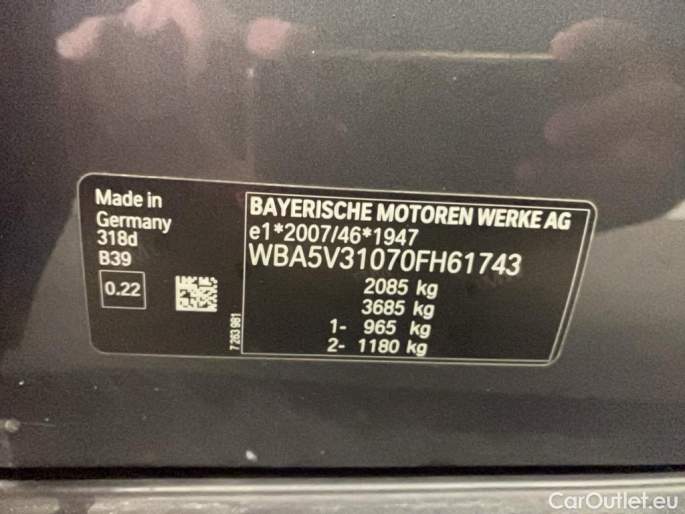 Made in
Germany
318d
B39
0.22
7 263 981
BAYERISCHE MOTOREN WERKE AG
e1*2007/46*1947
WBA5V31070FH61743
2085 kg
3685 kg
1- 965 kg
2- 1180 kg
CarOutlet.eu